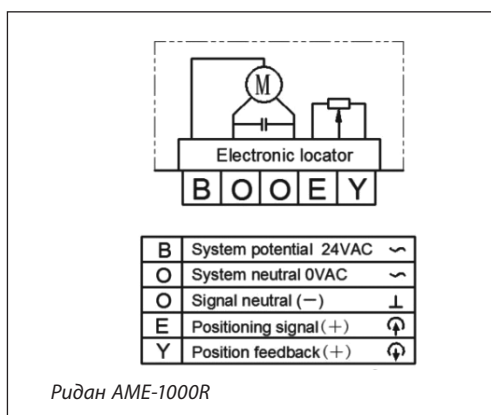 M
Electronic locator
B O O E Y
B System potential 24VAC ∽
O System neutral 0VAC ∽
O Signal neutral (—) ⊥
E Positioning signal (+)
Y Position feedback (+)
Ридан AME-1000R